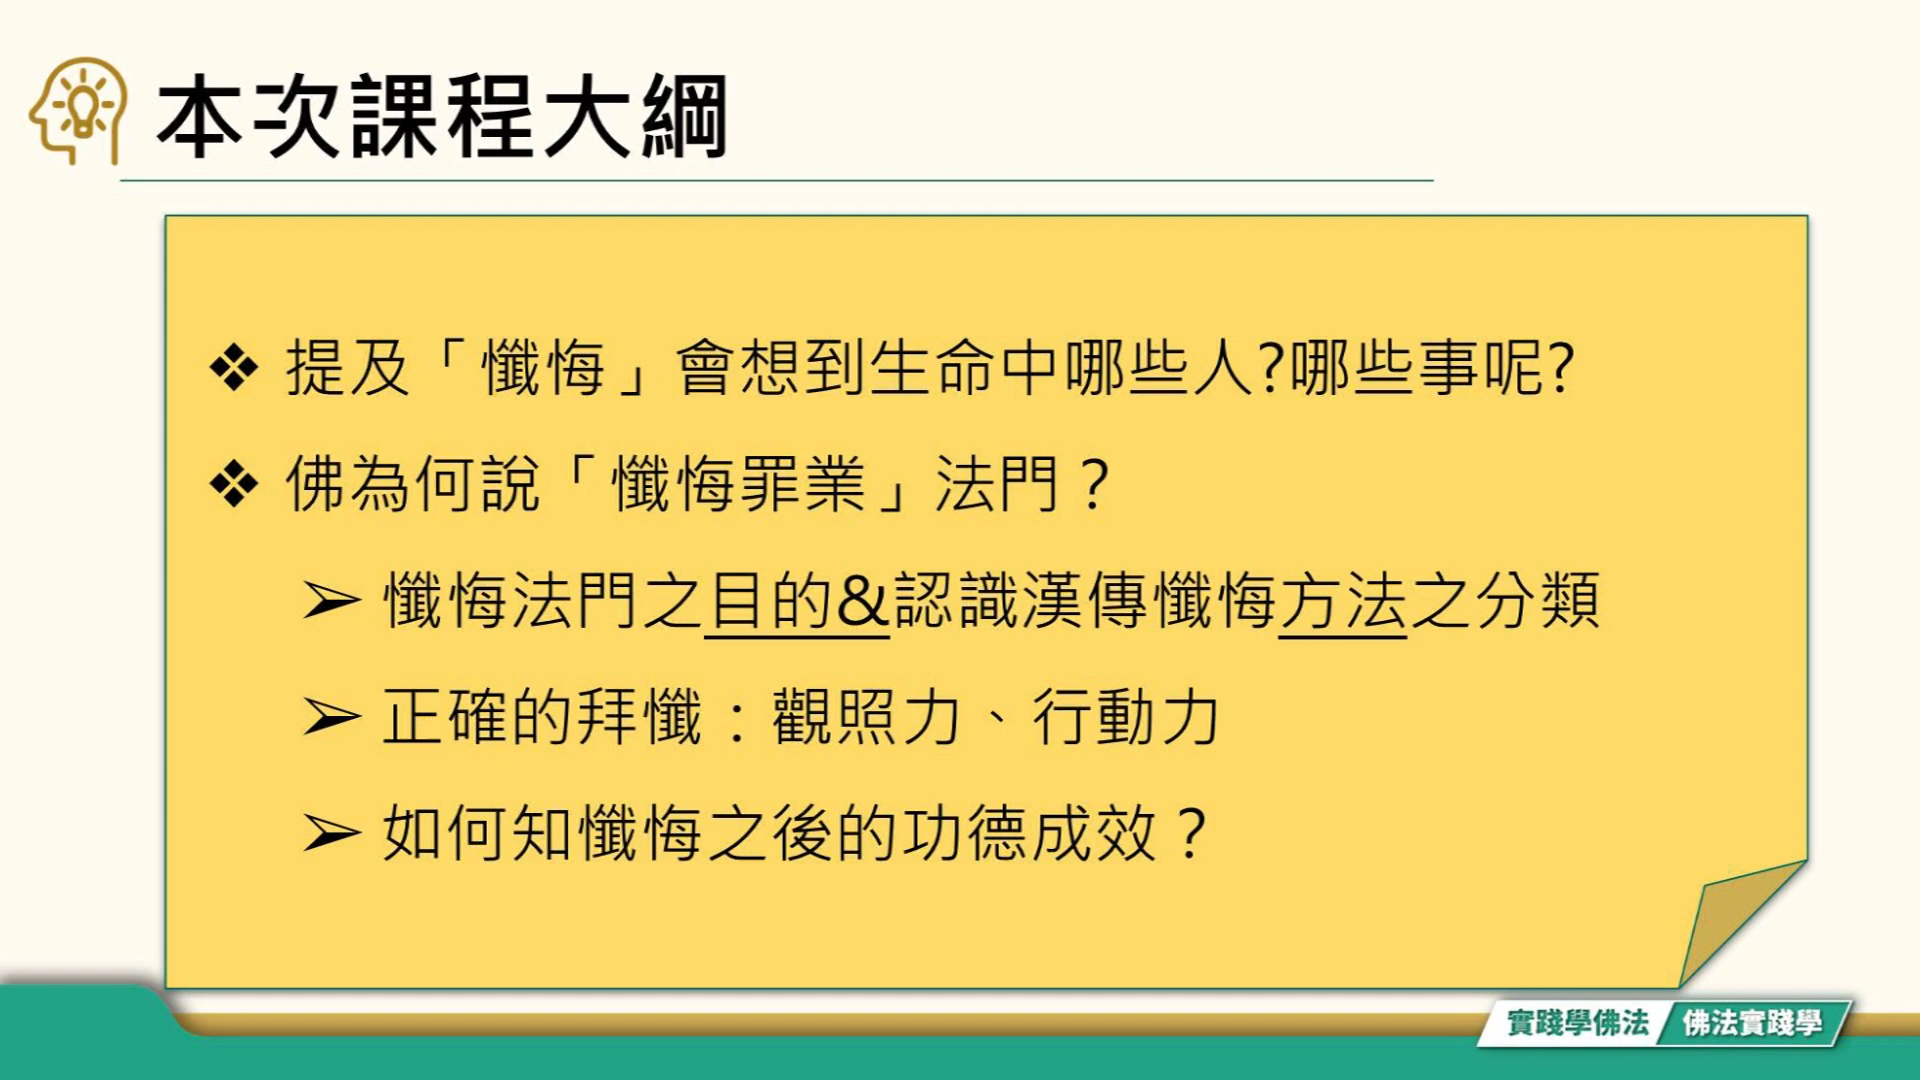 本次課程大綱
❖ 提及「懺悔」會想到生命中哪些人?哪些事呢?
❖ 佛為何說「懺悔罪業」法門？
➢ 懺悔法門之目的&認識漢傳懺悔方法之分類
➢ 正確的拜懺：觀照力、行動力
➢ 如何知懺悔之後的功德成效？
實踐學佛法 佛法實踐學